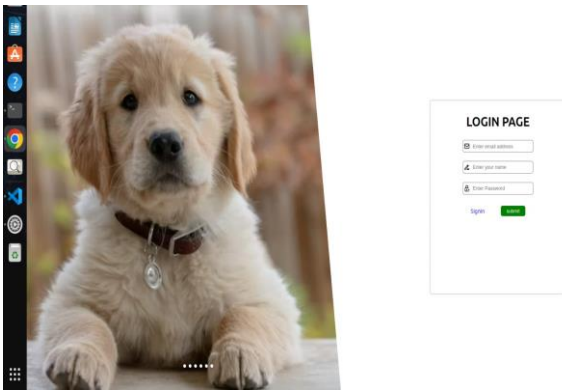 LOGIN PAGE
Enter email address
Enter your name
Enter Password
SignIn
SUBMIT